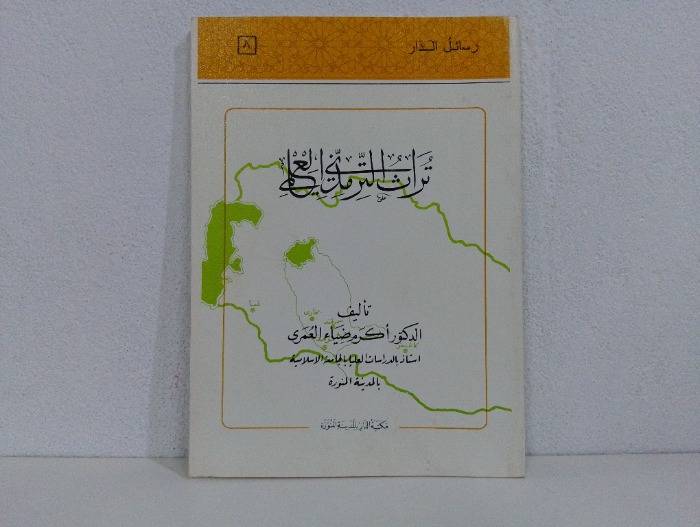 رسائل الدار
٨
تراث الترمذي العلمي
تأليف
الدكتور أكرم ضياء العمري
استاذ بالدراسات العليا بالجامعة الاسلامية
بالمدينة المنورة
مكتبة الدار بالمدينة المنورة